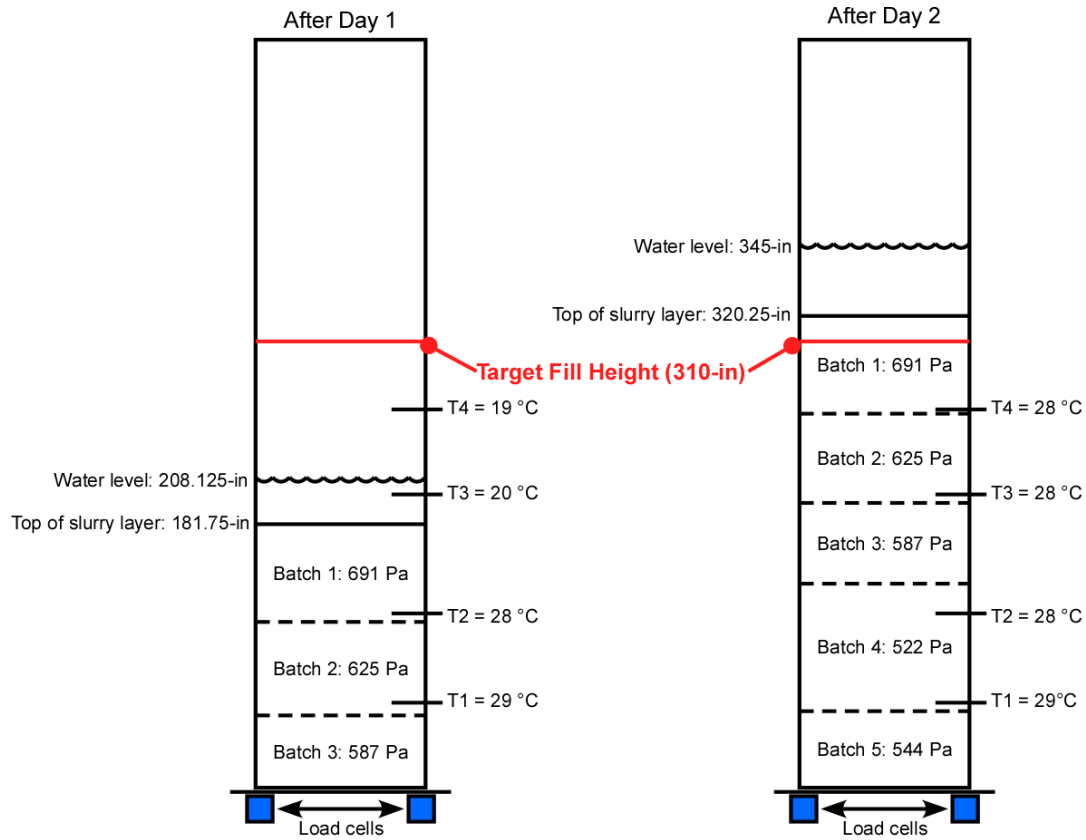 After Day 1
Water level: 208.125-in
Top of slurry layer: 181.75-in
T4 = 19 °C
T3 = 20 °C
T2 = 28 °C
T1 = 29 °C
Batch 1: 691 Pa
Batch 2: 625 Pa
Batch 3: 587 Pa
Load cells
Target Fill Height (310-in)
After Day 2
Water level: 345-in
Top of slurry layer: 320.25-in
Batch 1: 691 Pa
Batch 2: 625 Pa
Batch 3: 587 Pa
Batch 4: 522 Pa
Batch 5: 544 Pa
T4 = 28 °C
T3 = 28 °C
T2 = 28 °C
T1 = 29°C
Load cells